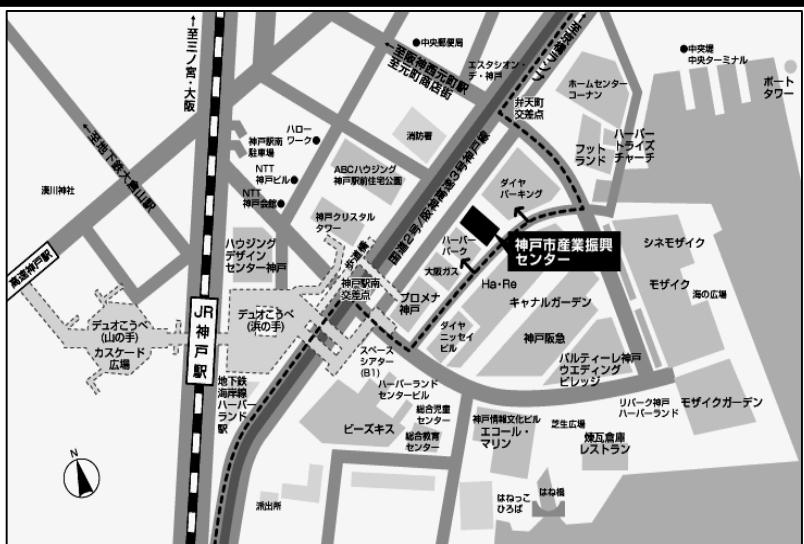 ←至三ノ宮・大阪
←至地下鉄大倉山駅
湊川神社
高速神戸駅
デュオこうべ
(山の手)
カスケード
広場
JR
神戸駅
デュオこうべ
(浜の手)
地下鉄
海岸線
ハーバー
ランド
駅
ハウジング
デザイン
センター神戸
神戸駅南
駐車場
ハロー
ワーク●
NTT
神戸ビル●
NTT
神戸会館●
神戸クリスタル
タワー
ABCハウジング
神戸駅前住宅公園
消防署
●中央郵便局
←至阪神西元町駅
至元町商店街
エスタシオン・
デ・神戸
←至京橋ランプ
国道2号/阪神高速3号神戸線
歩道橋
神戸駅南
交差点
弁天町
交差点
ホームセンター
コーナン
フット
ランド
ハーバー
トライズ
チャーチ
●中央堤
中央ターミナル
ポート
タワー
ダイヤ
パーキング
ハーバー
パーク
大阪ガス
神戸市産業振興
センター
プロメナ
神戸
ダイヤ
ニッセイ
ビル
Ha・Re
キャナルガーデン
神戸阪急
シネモザイク
モザイク
海の広場
バルティーレ神戸
ウエディング
ビレッジ
リパーク神戸
ハーバーランド
モザイクガーデン
スペース
シアター
(B1)
ハーバーランド
センタービル
ビーズキス
総合児童
センター
総合教育
センター
神戸情報文化ビル
エコール・
マリン
芝生広場
煉瓦倉庫
レストラン
はねっこ
ひろば
はね橋
派出所
N